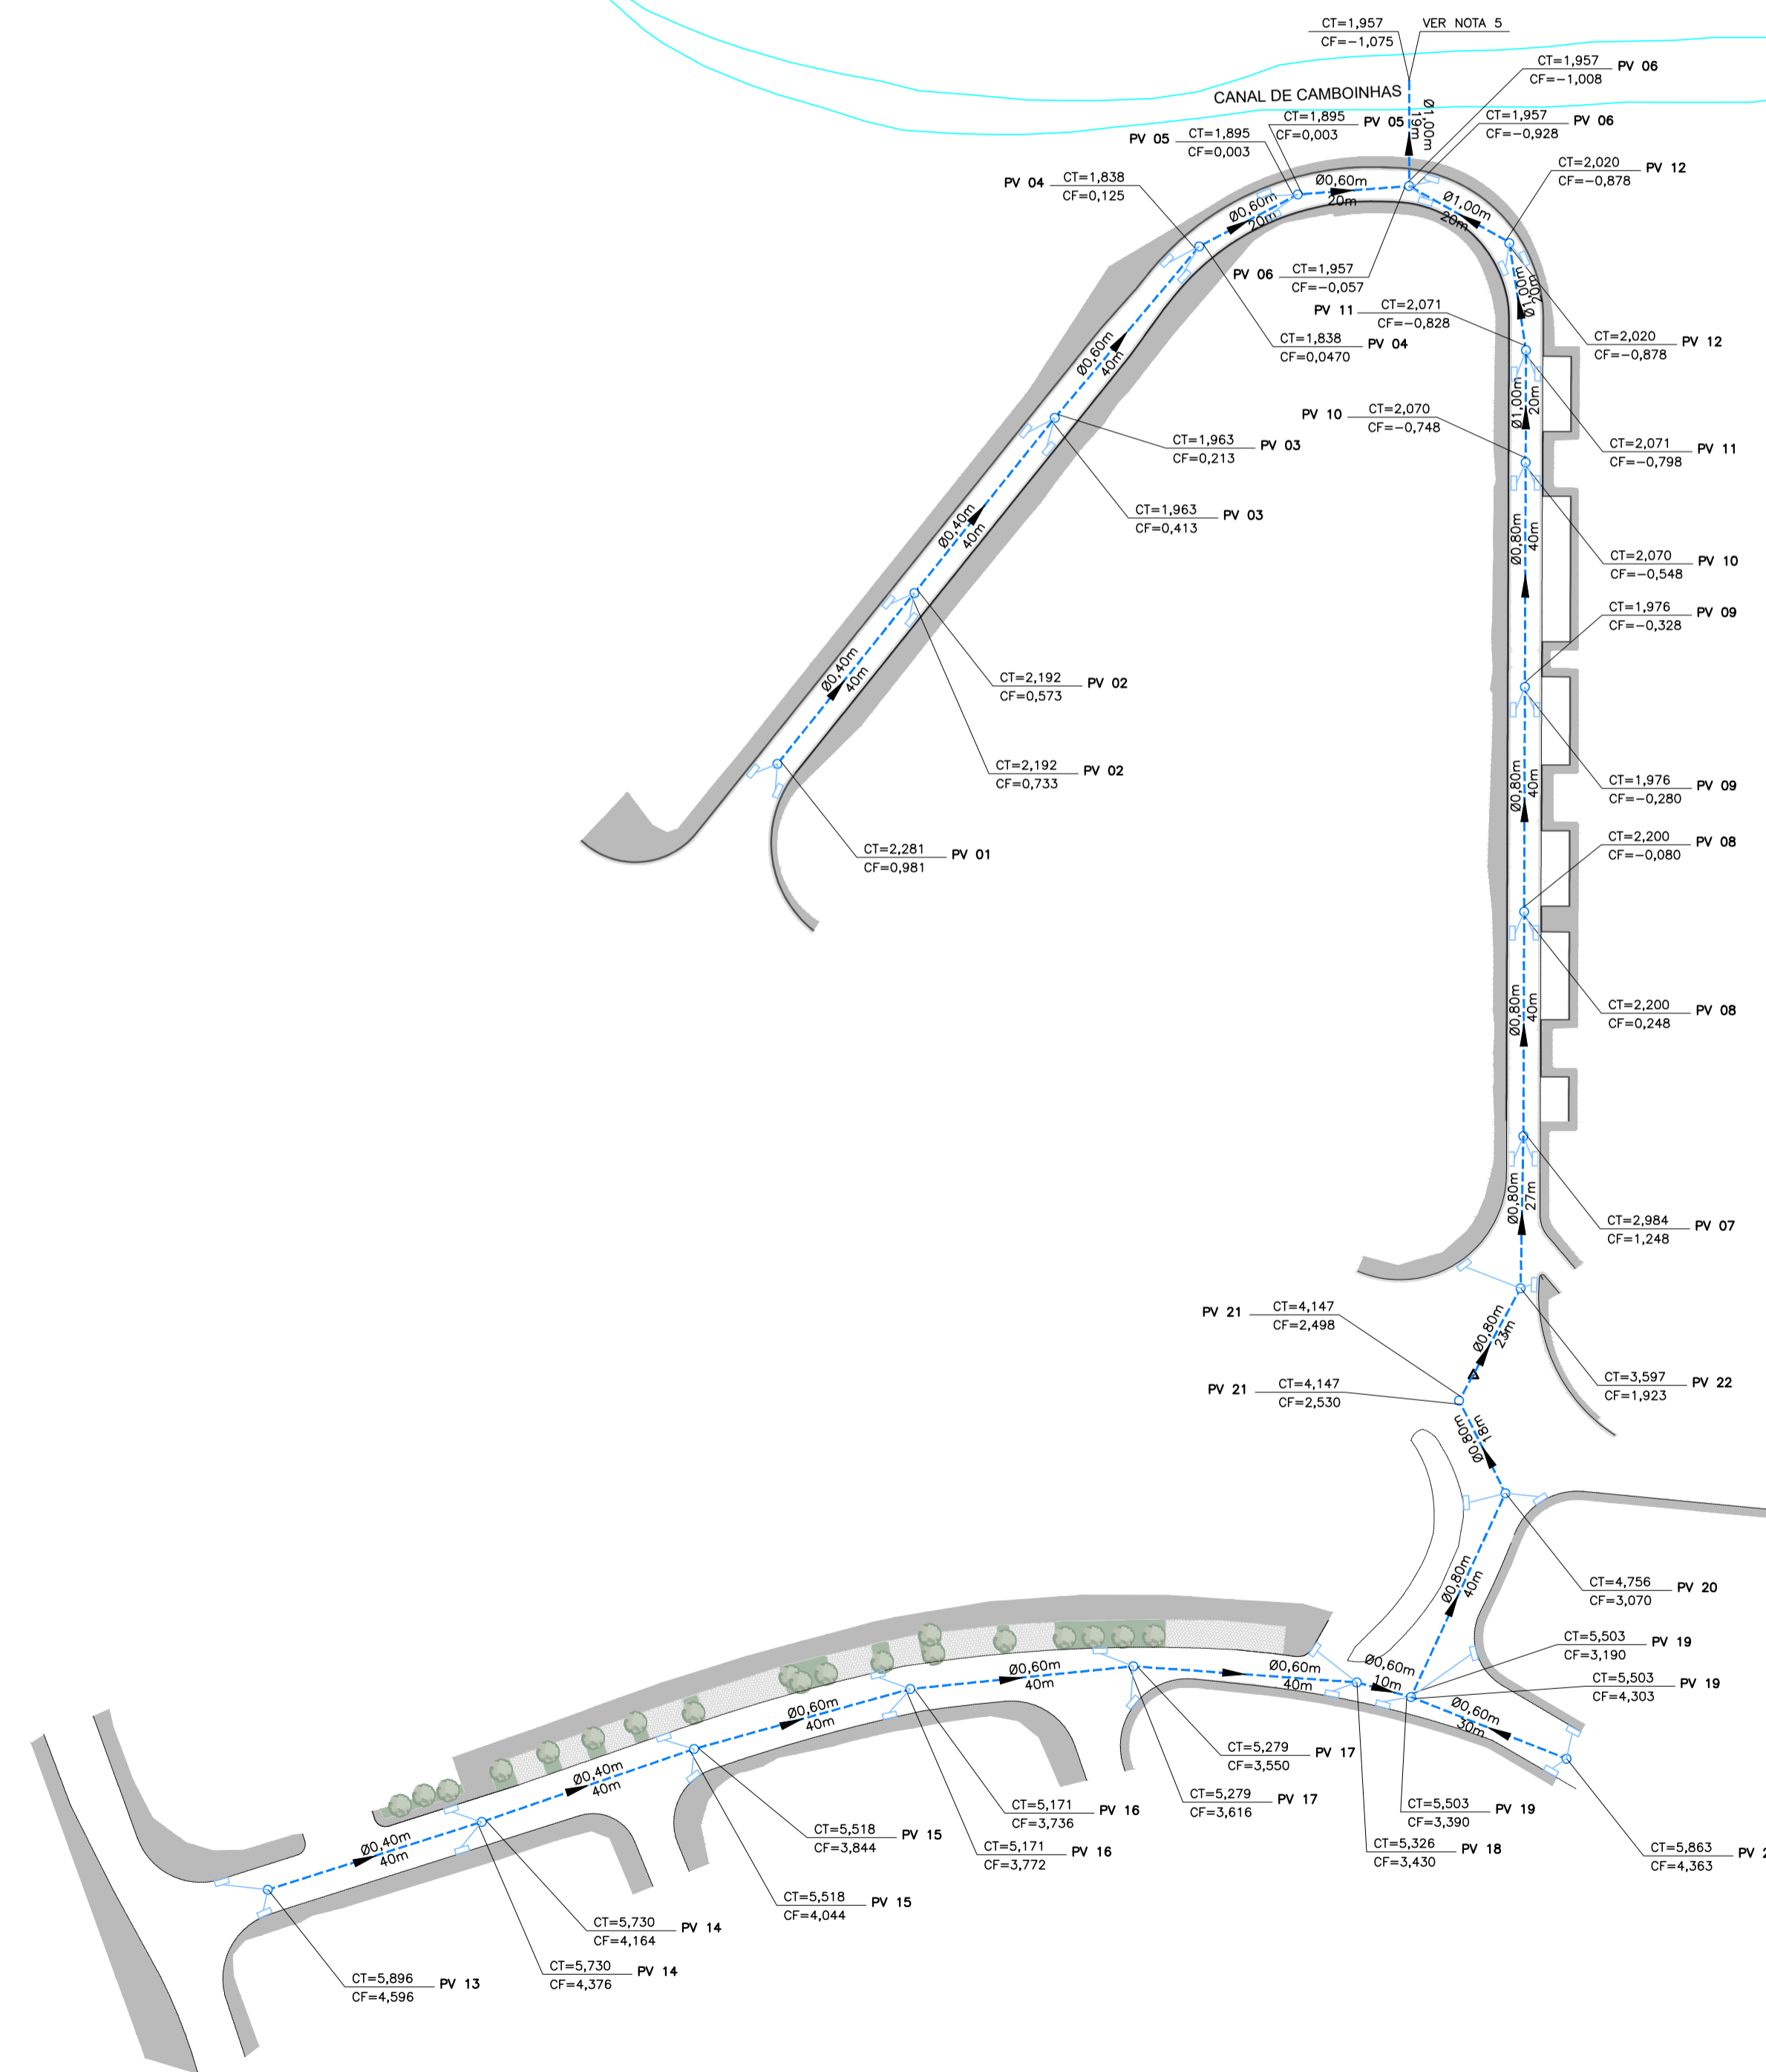 CT=1,957 VER NOTA 5
CF=−1,075
CT=1,957 PV 06
CF=−1,008
CANAL DE CAMBOINHAS
Ø1,00m
19m
CT=1,895 PV 05
CF=0,003
CT=1,957 PV 06
CF=−0,928
PV 05 CT=1,895
CF=0,003
CT=2,020 PV 12
CF=−0,878
PV 04 CT=1,838
CF=0,125
Ø0,60m
20m
Ø0,60m
20m
Ø1,00m
20m
PV 06 CT=1,957
CF=−0,057
Ø1,00m
20m
PV 11 CT=2,071
CF=−0,828
CT=1,838 PV 04
CF=0,0470
CT=2,020 PV 12
CF=−0,878
Ø0,60m
40m
Ø1,00m
20m
PV 10 CT=2,070
CF=−0,748
CT=1,963 PV 03
CF=0,213
CT=2,071 PV 11
CF=−0,798
CT=1,963 PV 03
CF=0,413
Ø0,40m
40m
Ø0,80m
40m
CT=2,070 PV 10
CF=−0,548
CT=1,976 PV 09
CF=−0,328
Ø0,40m
40m
CT=2,192 PV 02
CF=0,573
CT=2,192 PV 02
CF=0,733
Ø0,80m
40m
CT=1,976 PV 09
CF=−0,280
CT=2,281 PV 01
CF=0,981
CT=2,200 PV 08
CF=−0,080
Ø0,80m
40m
CT=2,200 PV 08
CF=0,248
Ø0,80m
27m
CT=2,984 PV 07
CF=1,248
PV 21 CT=4,147
CF=2,498
Ø0,80m
23m
PV 21 CT=4,147
CF=2,530
CT=3,597 PV 22
CF=1,923
Ø0,80m
18m
Ø0,80m
40m
CT=4,756 PV 20
CF=3,070
CT=5,503 PV 19
CF=3,190
CT=5,503 PV 19
CF=4,303
Ø0,60m
40m
Ø0,60m
40m
Ø0,60m
10m
Ø0,60m
30m
Ø0,60m
40m
CT=5,279 PV 17
CF=3,550
CT=5,279 PV 17
CF=3,616
CT=5,503 PV 19
CF=3,390
Ø0,40m
40m
CT=5,171 PV 16
CF=3,736
CT=5,171 PV 16
CF=3,772
CT=5,326 PV 18
CF=3,430
CT=5,863 PV 2
CF=4,363
Ø0,40m
40m
CT=5,518 PV 15
CF=3,844
CT=5,518 PV 15
CF=4,044
CT=5,730 PV 14
CF=4,164
CT=5,730 PV 14
CF=4,376
CT=5,896 PV 13
CF=4,596